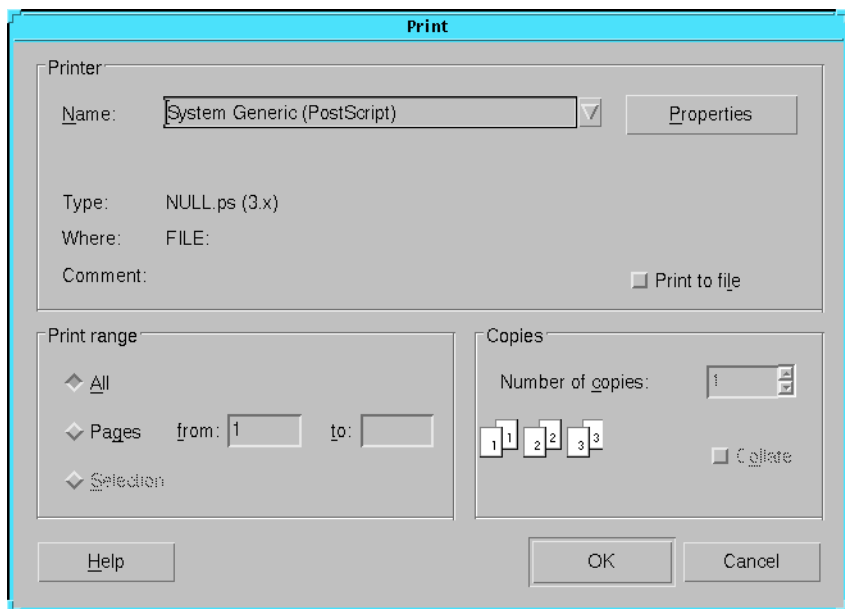 Print
Printer
Name: System Generic (PostScript) Properties
Type: NULL.ps (3.x)
Where: FILE:
Comment:
Print to file
Print range
All
Pages from: 1 to:
Selection
Copies
Number of copies: 1
1 1 2 2 3 3
Collate
Help
OK
Cancel